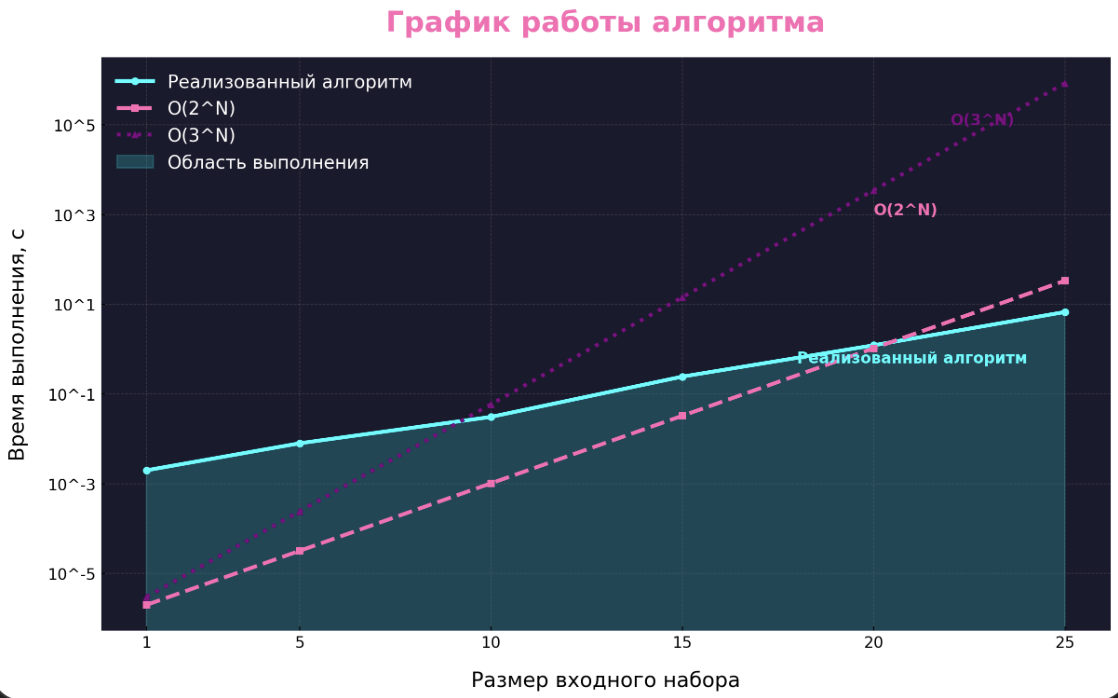 График работы алгоритма
Реализованный алгоритм
O(2^N)
O(3^N)
Область выполнения
10^5
10^3
10^1
10^-1
10^-3
10^-5
Время выполнения, с
O(3^N)
O(2^N)
Реализованный алгоритм
1 5 10 15 20 25
Размер входного набора